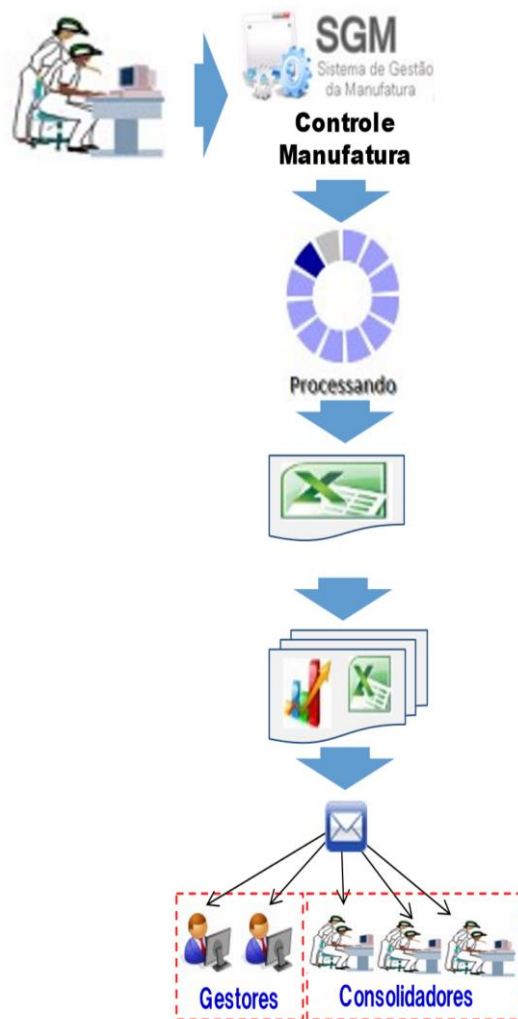 SGM
Sistema de Gestão
da Manufatura
Controle
Manufatura
Processando
Gestores
Consolidadores